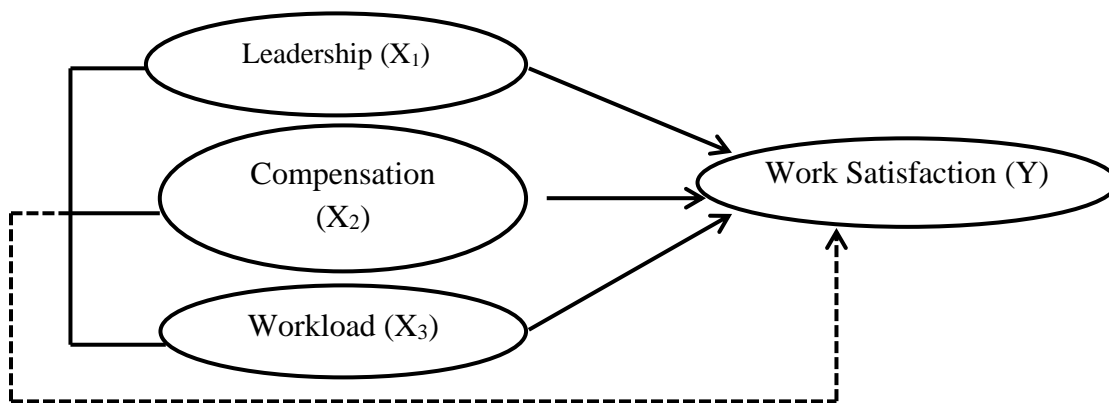 Leadership (X₁)
Compensation
(X₂)
Work Satisfaction (Y)
Workload (X₃)